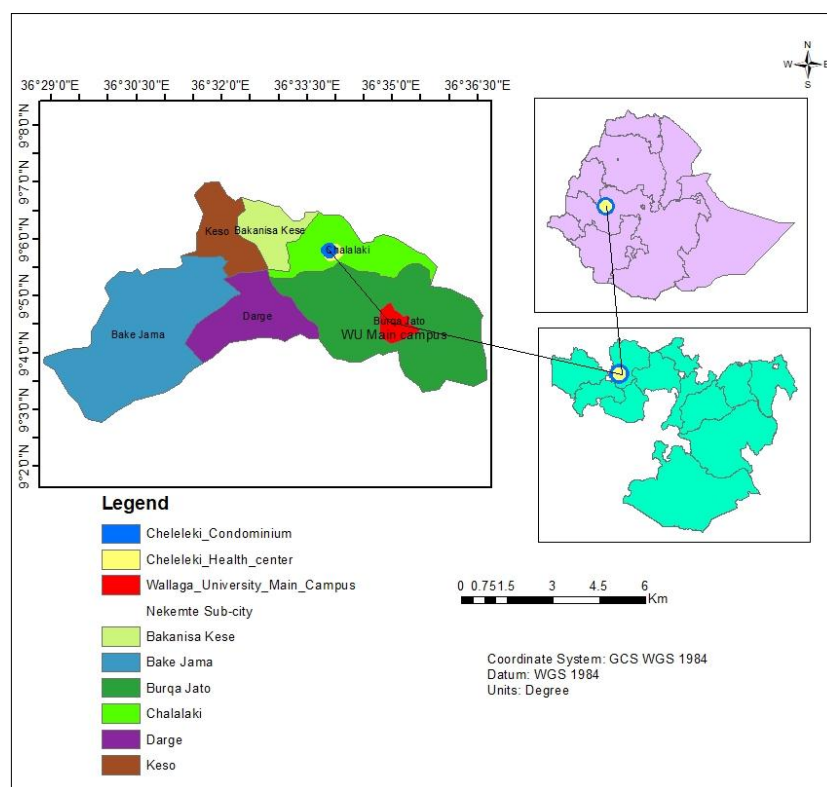 N
W E
S
36°29'0"E 36°30'30"E 36°32'0"E 36°33'30"E 36°35'0"E 36°36'30"E
9°8'0"N
9°7'0"N
9°6'0"N
9°5'0"N
9°4'0"N
9°3'0"N
9°2'0"N
Keso
Bakanisa Kese
Chalalaki
Bake Jama
Darge
Burqa Jato
WU Main campus
Legend
Cheleleki_Condominium
Cheleleki_Health_center
Wallaga_University_Main_Campus
Nekemte Sub-city
Bakanisa Kese
Bake Jama
Burqa Jato
Chalalaki
Darge
Keso
0 0.75 1.5 3 4.5 6
Km
Coordinate System: GCS WGS 1984
Datum: WGS 1984
Units: Degree